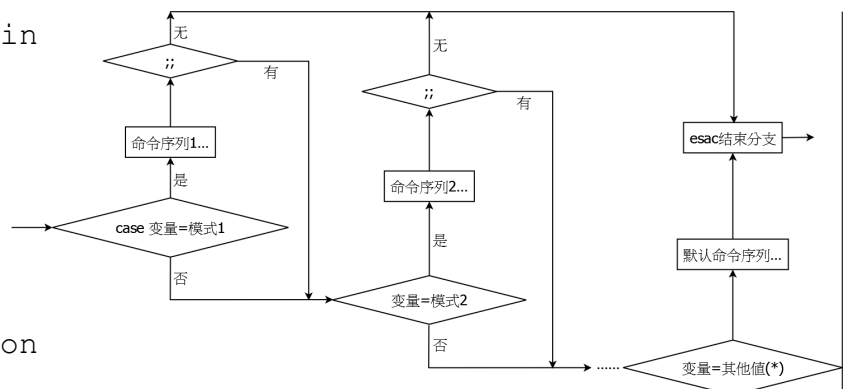 in
无
;;
有
命令序列1...
是
case 变量=模式1
否
无
;;
有
命令序列2...
是
变量=模式2
否
......
esac结束分支
默认命令序列...
变量=其他値(*)
on